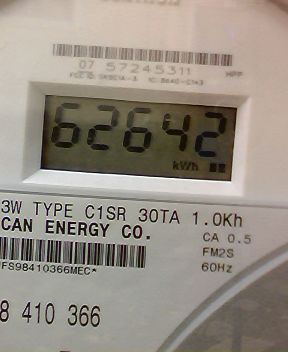 07 57245311 HPP
62642
kWh
3W TYPE C1SR 30TA 1.0Kh
CAN ENERGY CO.
CA 0.5
FM2S
60Hz
FS98410366MEC*
8 410 366